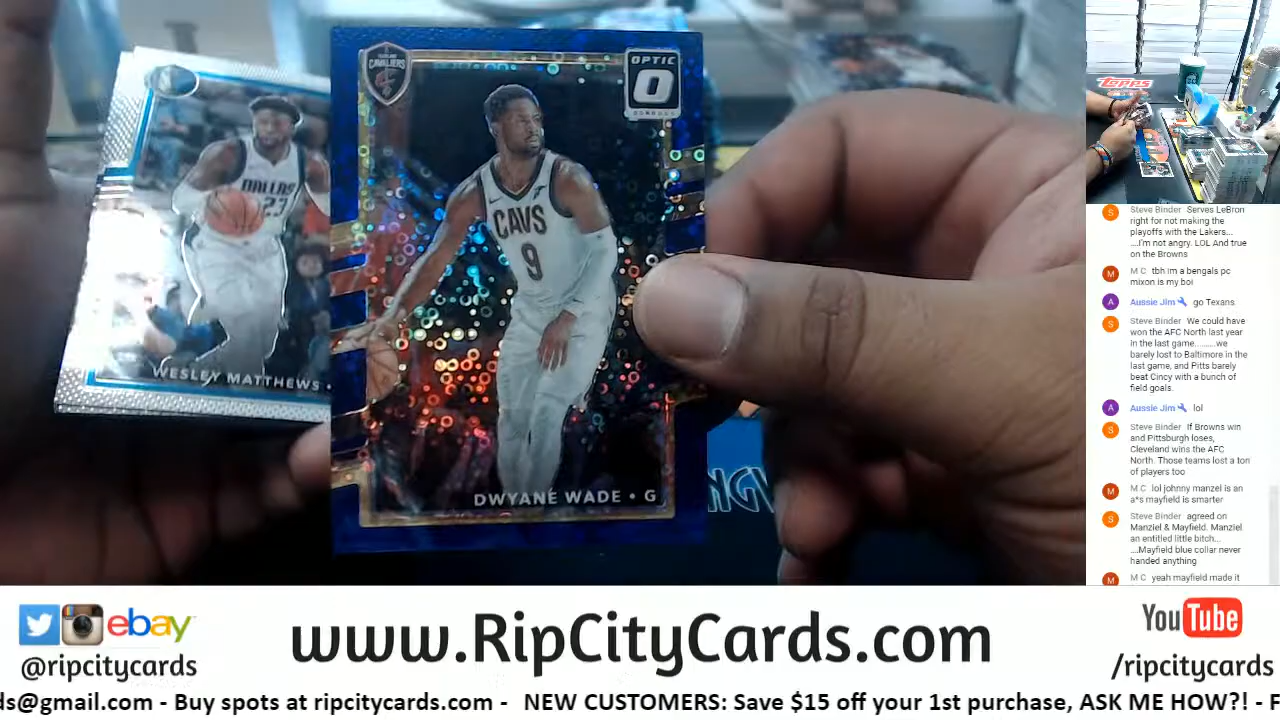 CAVALIERS
OPTIC
O
DONRUSS
DALLAS
23
CAVS
9
WESLEY MATTHEWS •
DWYANE WADE • G
Topps
Steve Binder Serves LeBron
right for not making the
playoffs with the Lakers...
....I'm not angry. LOL And true
on the Browns
M C tbh im a bengals pc
mixon is my boi
Aussie Jim go Texans
Steve Binder We could have
won the AFC North last year
in the last game..........we
barely lost to Baltimore in the
last game, and Pitts barely
beat Cincy with a bunch of
field goals.
Aussie Jim lol
Steve Binder If Browns win
and Pittsburgh loses,
Cleveland wins the AFC
North. Those teams lost a ton
of players too
M C lol johnny manzel is an
a*s mayfield is smarter
Steve Binder agreed on
Manziel & Mayfield. Manziel
an entitled little bitch...
....Mayfield blue collar never
handed anything
M C yeah mayfield made it
ebay
@ripcitycards
www.RipCityCards.com
YouTube
/ripcitycards
ds@gmail.com - Buy spots at ripcitycards.com - NEW CUSTOMERS: Save $15 off your 1st purchase, ASK ME HOW?! - F